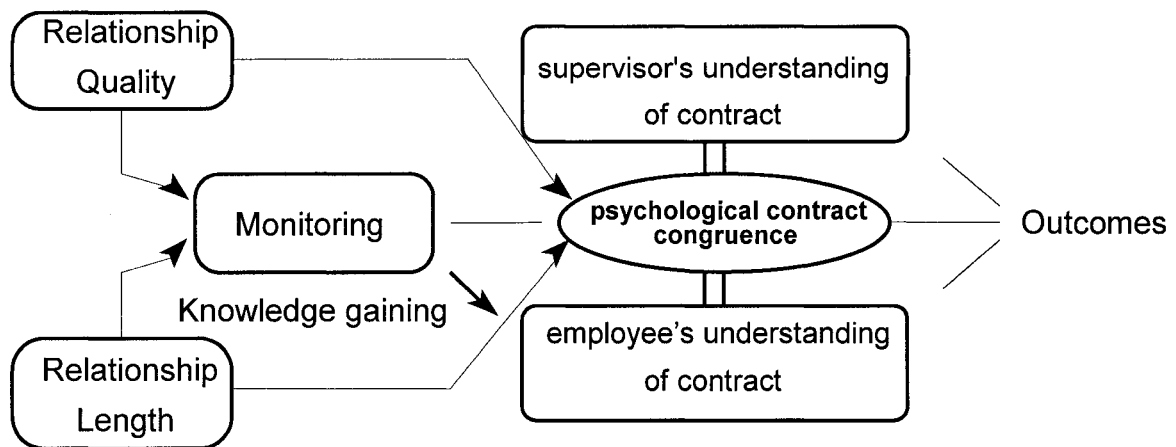 Relationship
Quality
supervisor's understanding
of contract
Monitoring
psychological contract
congruence
Outcomes
Knowledge gaining
employee’s understanding
of contract
Relationship
Length